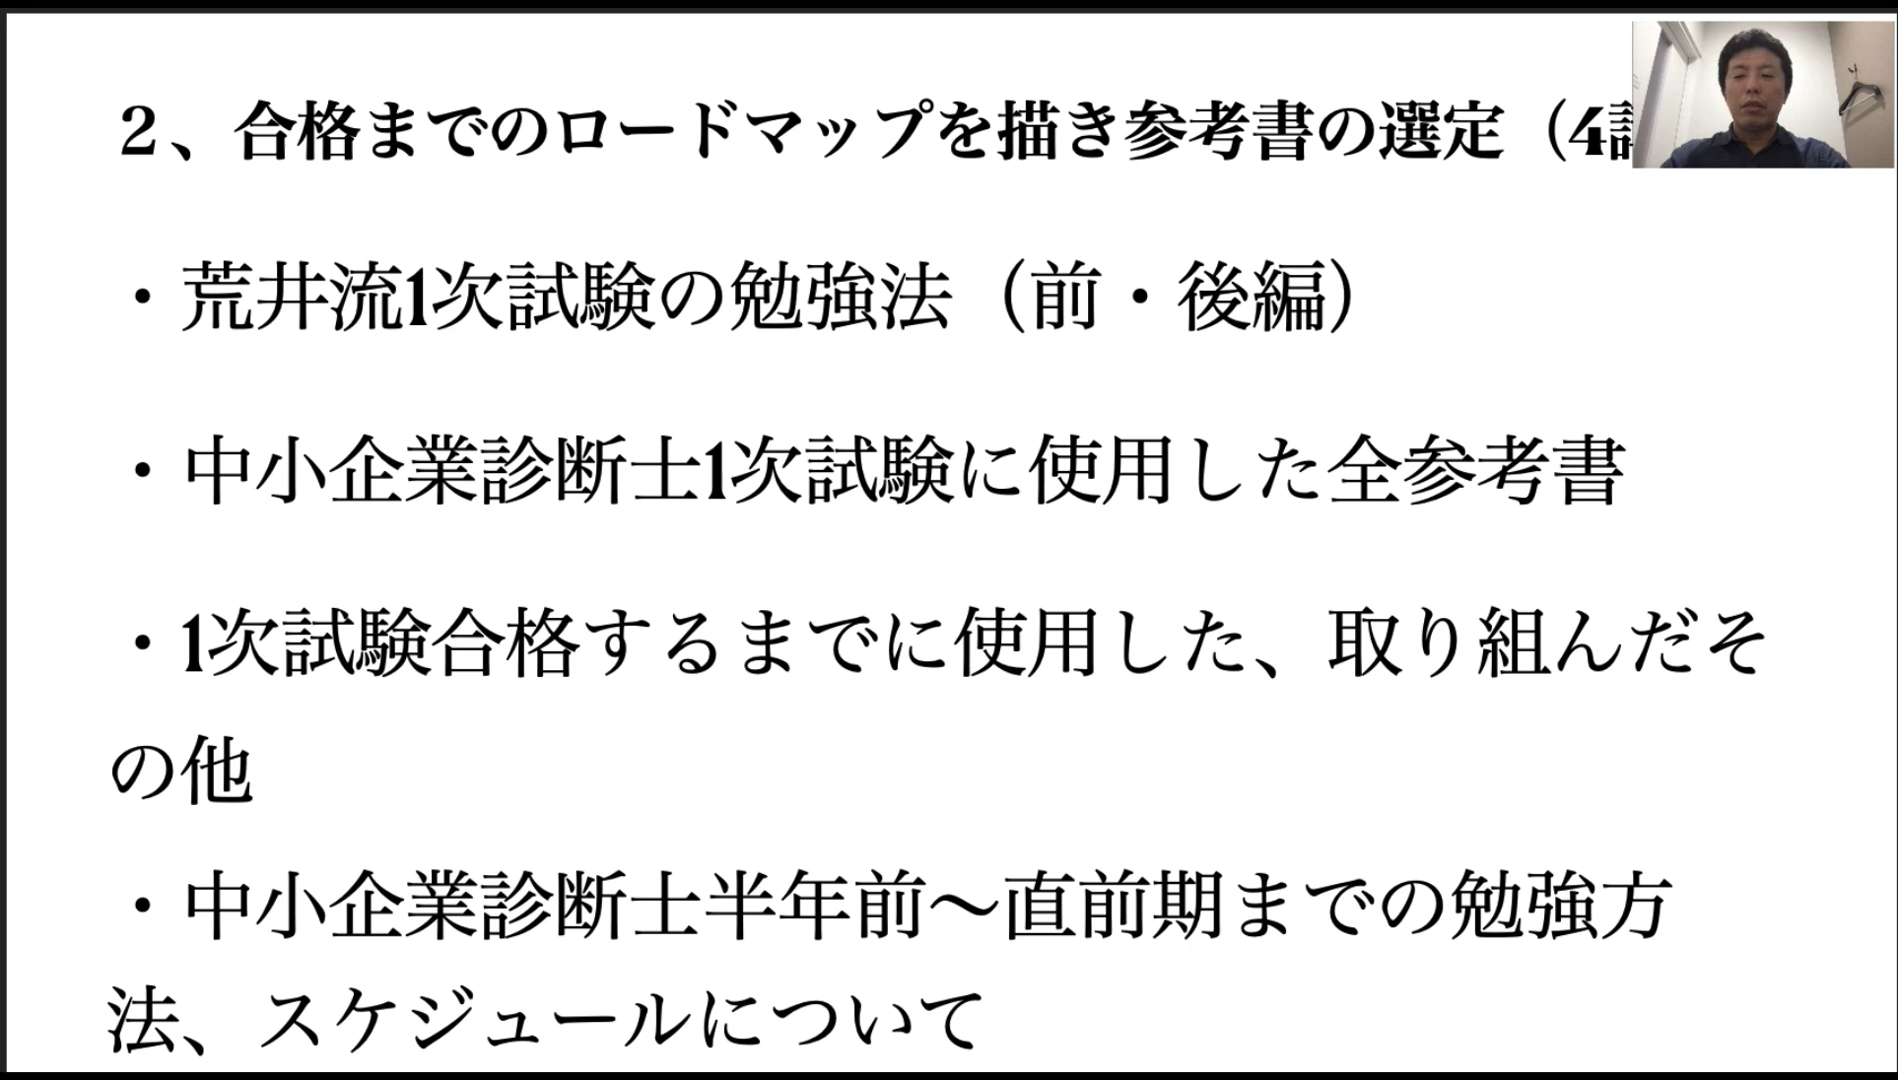 ２、合格までのロードマップを描き参考書の選定（4
・荒井流1次試験の勉強法（前・後編）
・中小企業診断士1次試験に使用した全参考書
・1次試験合格するまでに使用した、取り組んだそ
の他
・中小企業診断士半年前〜直前期までの勉強方
法、スケジュールについて